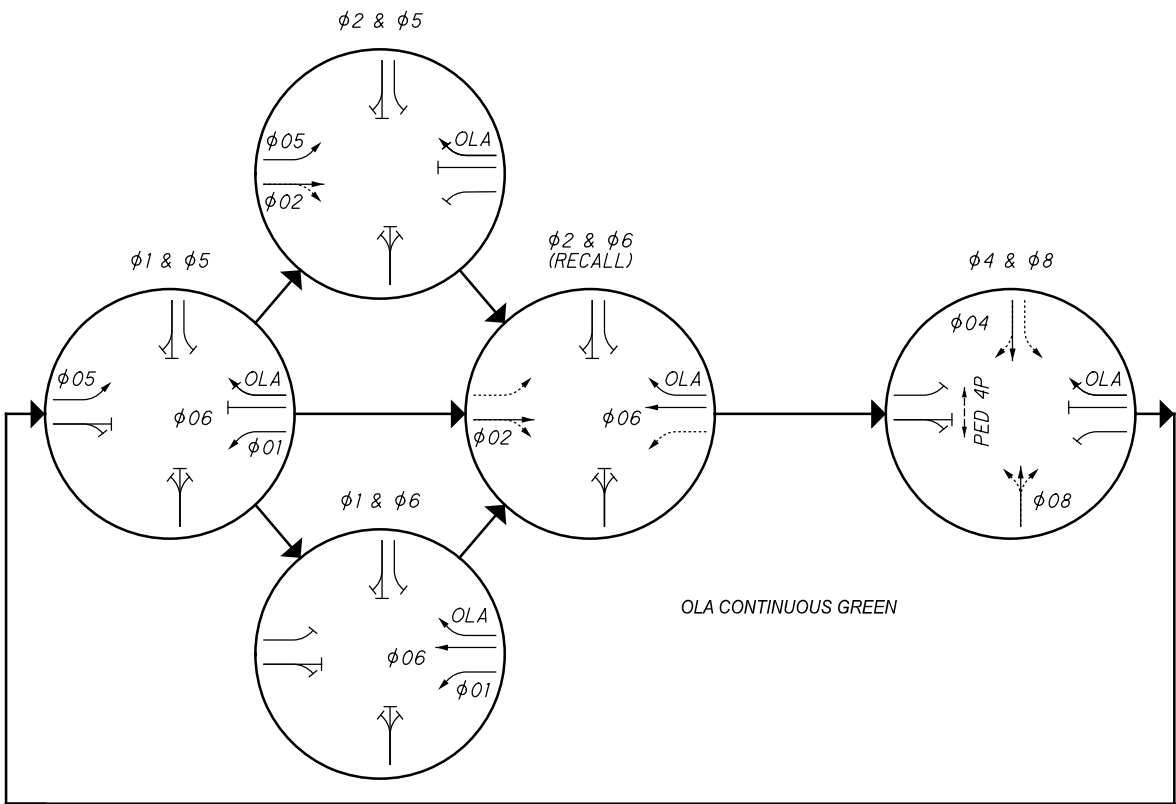 ϕ2 & ϕ5
ϕ05
OLA
ϕ02
ϕ1 & ϕ5
ϕ05
OLA
ϕ06
ϕ01
ϕ2 & ϕ6
(RECALL)
OLA
ϕ06
ϕ02
ϕ4 & ϕ8
ϕ04
OLA
PED 4P
ϕ08
ϕ1 & ϕ6
OLA
ϕ06
ϕ01
OLA CONTINUOUS GREEN